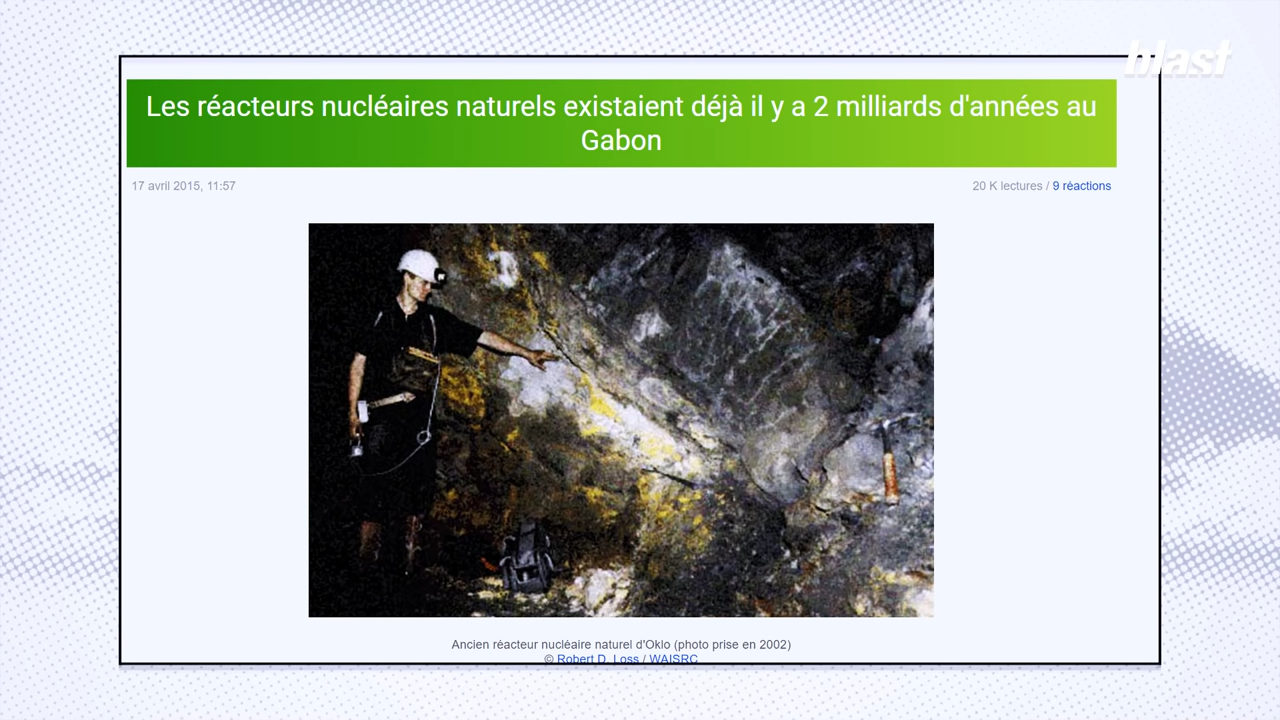 blast
Les réacteurs nucléaires naturels existaient déjà il y a 2 milliards d'années au
Gabon
17 avril 2015, 11:57
20 K lectures / 9 réactions
Ancien réacteur nucléaire naturel d'Oklo (photo prise en 2002)
© Robert D. Loss / WAISRC